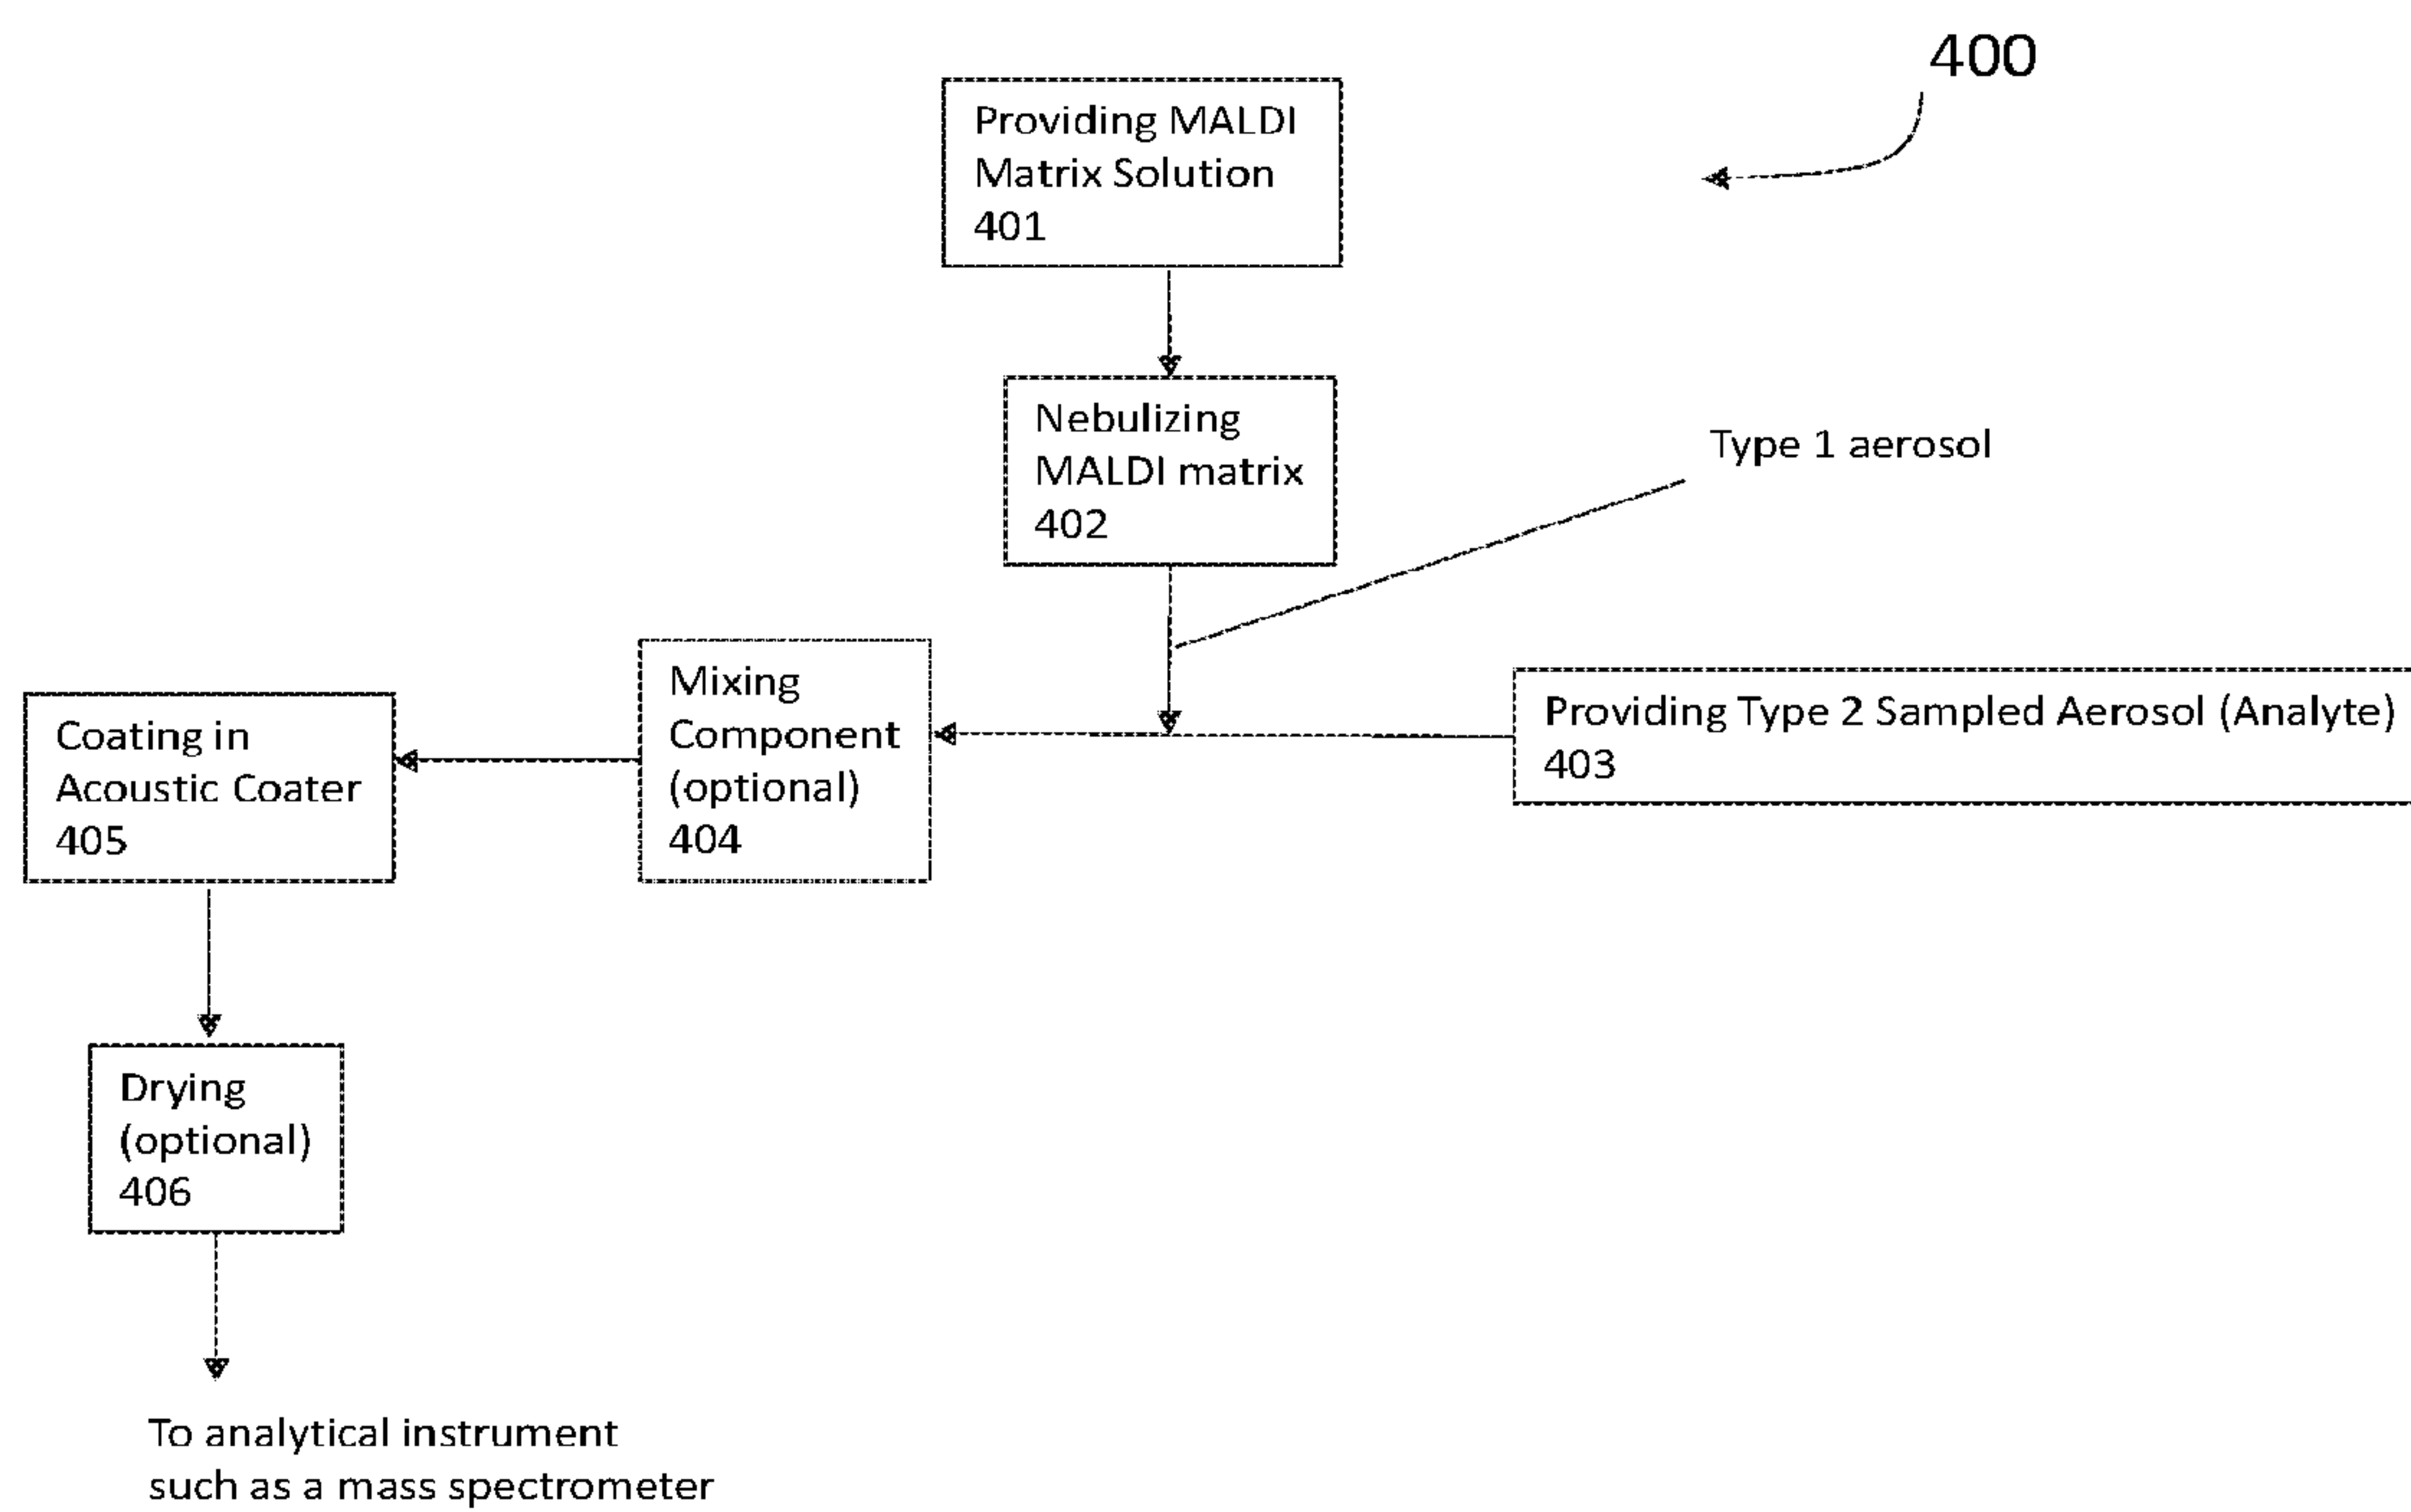 400
Providing MALDI
Matrix Solution
401
Nebulizing
MALDI matrix
402
Type 1 aerosol
Mixing
Component
(optional)
404
Providing Type 2 Sampled Aerosol (Analyte)
403
Coating in
Acoustic Coater
405
Drying
(optional)
406
To analytical instrument
such as a mass spectrometer